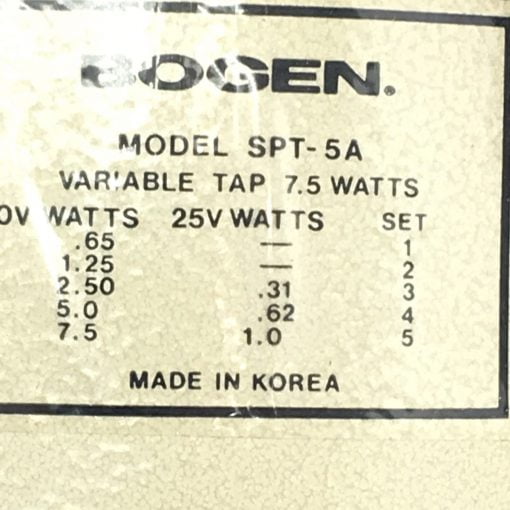 BOGEN®
MODEL SPT-5A
VARIABLE TAP 7.5 WATTS
0V WATTS 25V WATTS SET
.65 — 1
1.25 — 2
2.50 .31 3
5.0 .62 4
7.5 1.0 5
MADE IN KOREA